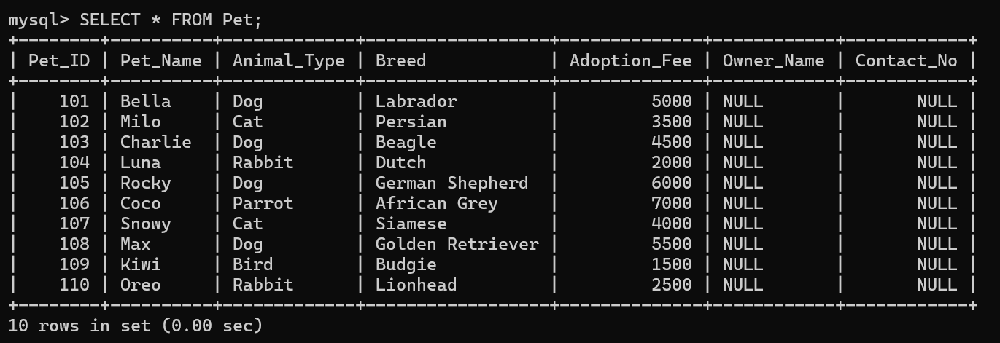 mysql> SELECT * FROM Pet;
+--------+----------+-------------+------------------+--------------+------------+------------+
| Pet_ID | Pet_Name | Animal_Type | Breed            | Adoption_Fee | Owner_Name | Contact_No |
+--------+----------+-------------+------------------+--------------+------------+------------+
|    101 | Bella    | Dog         | Labrador         |         5000 | NULL       |       NULL |
|    102 | Milo     | Cat         | Persian          |         3500 | NULL       |       NULL |
|    103 | Charlie  | Dog         | Beagle           |         4500 | NULL       |       NULL |
|    104 | Luna     | Rabbit      | Dutch            |         2000 | NULL       |       NULL |
|    105 | Rocky    | Dog         | German Shepherd  |         6000 | NULL       |       NULL |
|    106 | Coco     | Parrot      | African Grey     |         7000 | NULL       |       NULL |
|    107 | Snowy    | Cat         | Siamese          |         4000 | NULL       |       NULL |
|    108 | Max      | Dog         | Golden Retriever |         5500 | NULL       |       NULL |
|    109 | Kiwi     | Bird        | Budgie           |         1500 | NULL       |       NULL |
|    110 | Oreo     | Rabbit      | Lionhead         |         2500 | NULL       |       NULL |
+--------+----------+-------------+------------------+--------------+------------+------------+
10 rows in set (0.00 sec)